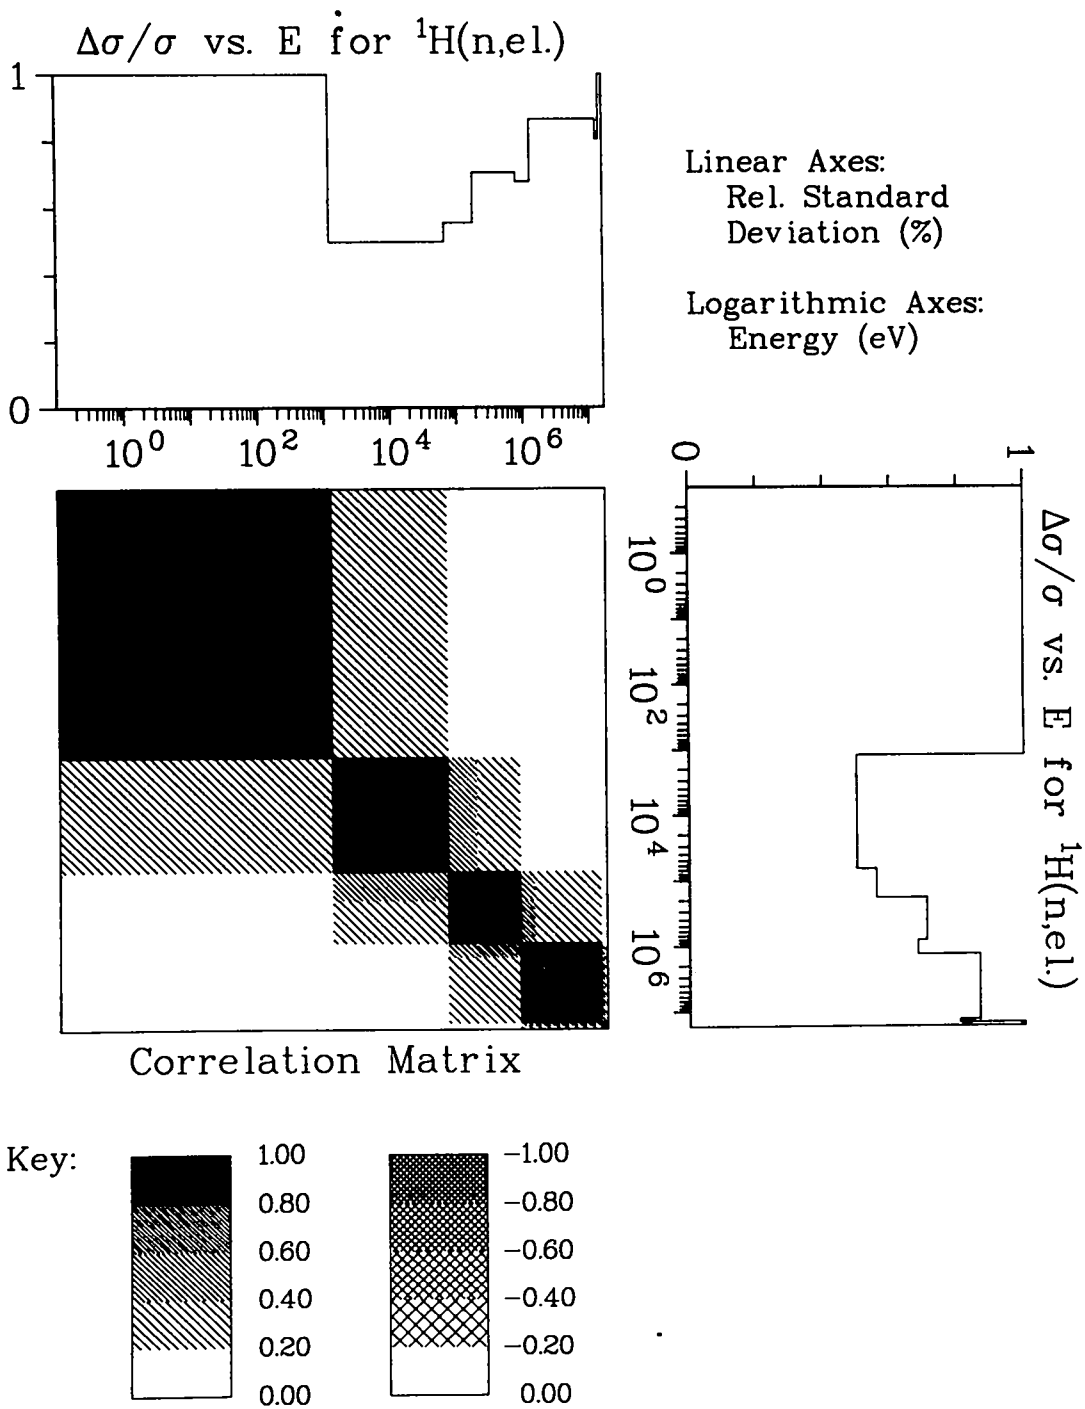 Δσ/σ vs. E for ¹H(n,el.)
1
0
10⁰ 10² 10⁴ 10⁶
Linear Axes:
Rel. Standard
Deviation (%)
Logarithmic Axes:
Energy (eV)
0 1
10⁰ 10² 10⁴ 10⁶
Δσ/σ vs. E for ¹H(n,el.)
Correlation Matrix
Key:
1.00
0.80
0.60
0.40
0.20
0.00
-1.00
-0.80
-0.60
-0.40
-0.20
0.00